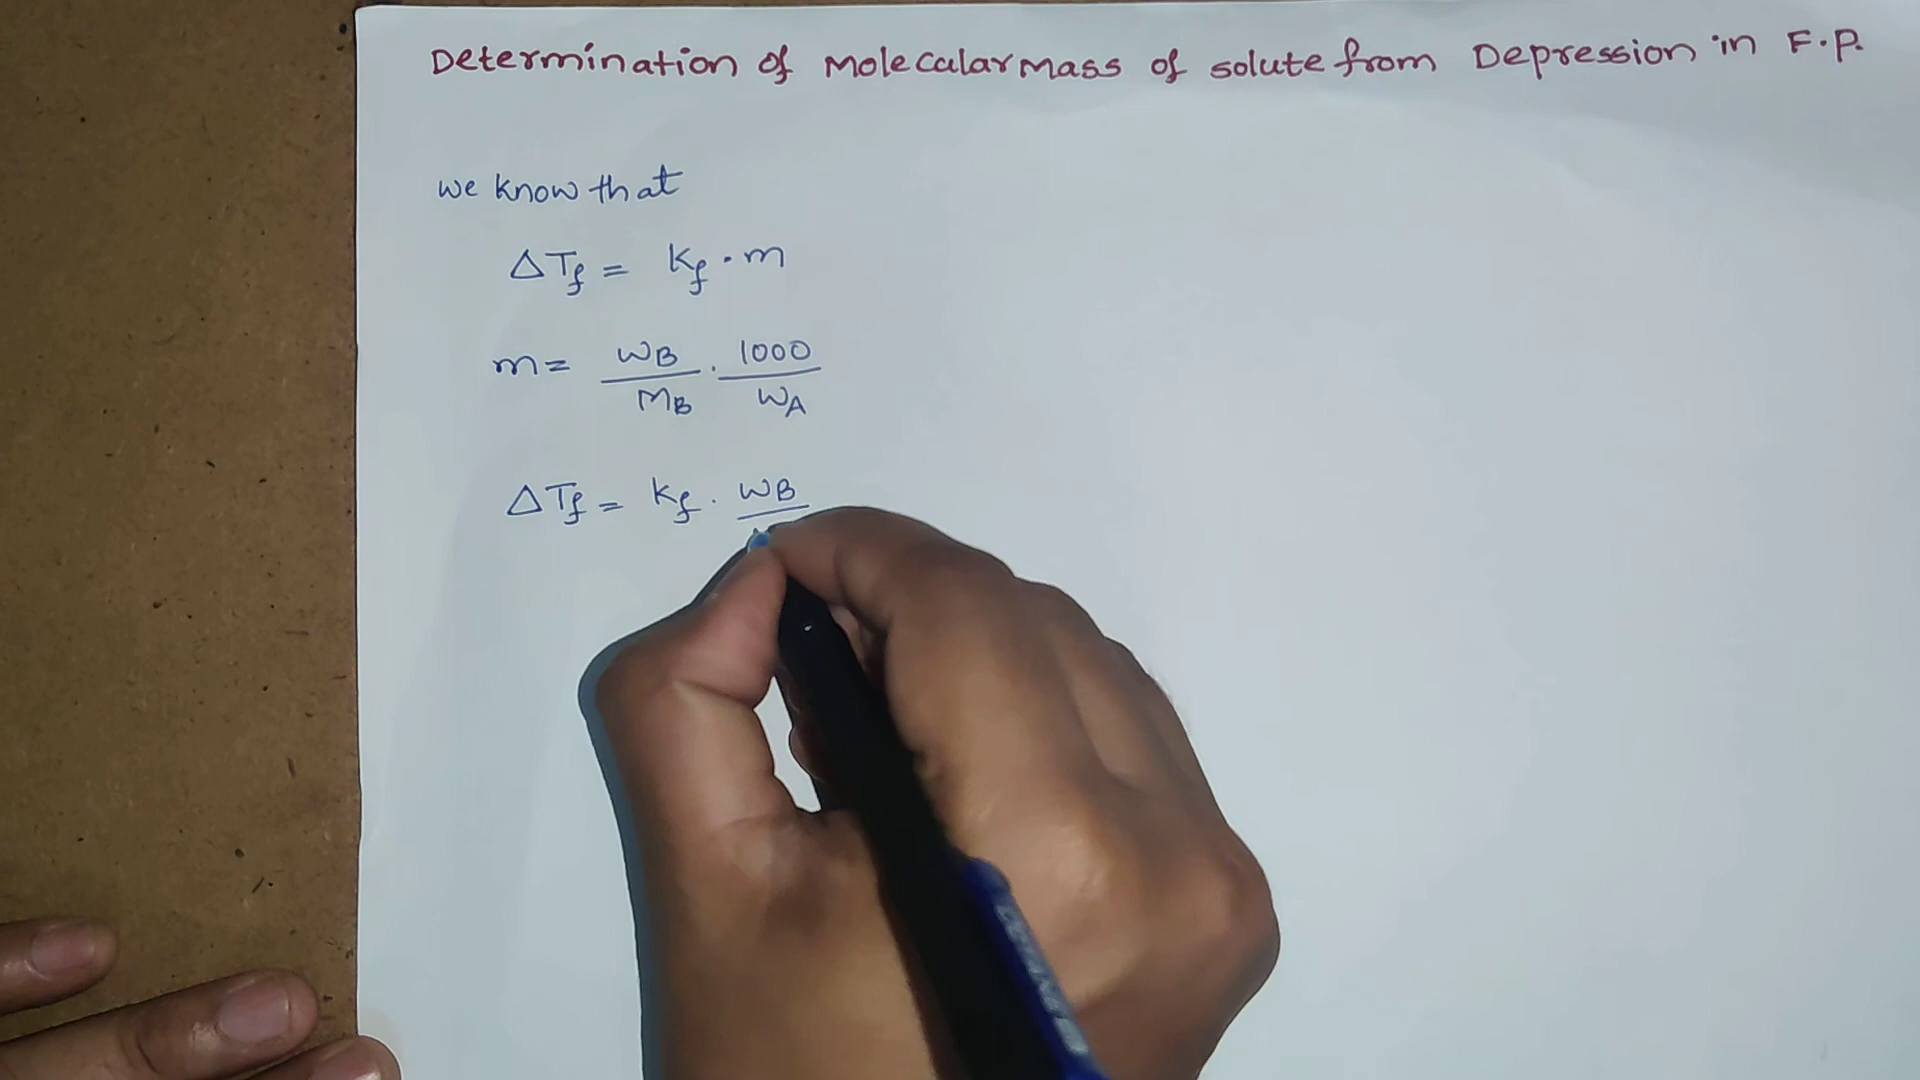 Determination of Molecular Mass of solute from Depression in F.P.
we know that
ΔTf = Kf · m
m = WB/MB · 1000/WA
ΔTf = Kf · WB